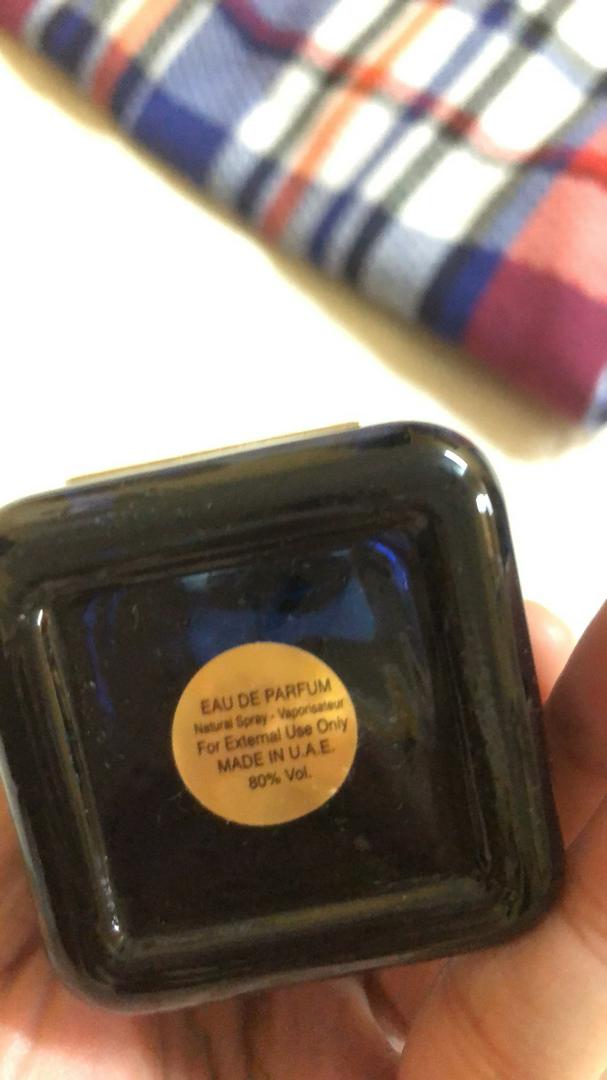 EAU DE PARFUM
Natural Spray - Vaporisateur
For External Use Only
MADE IN U.A.E.
80% Vol.